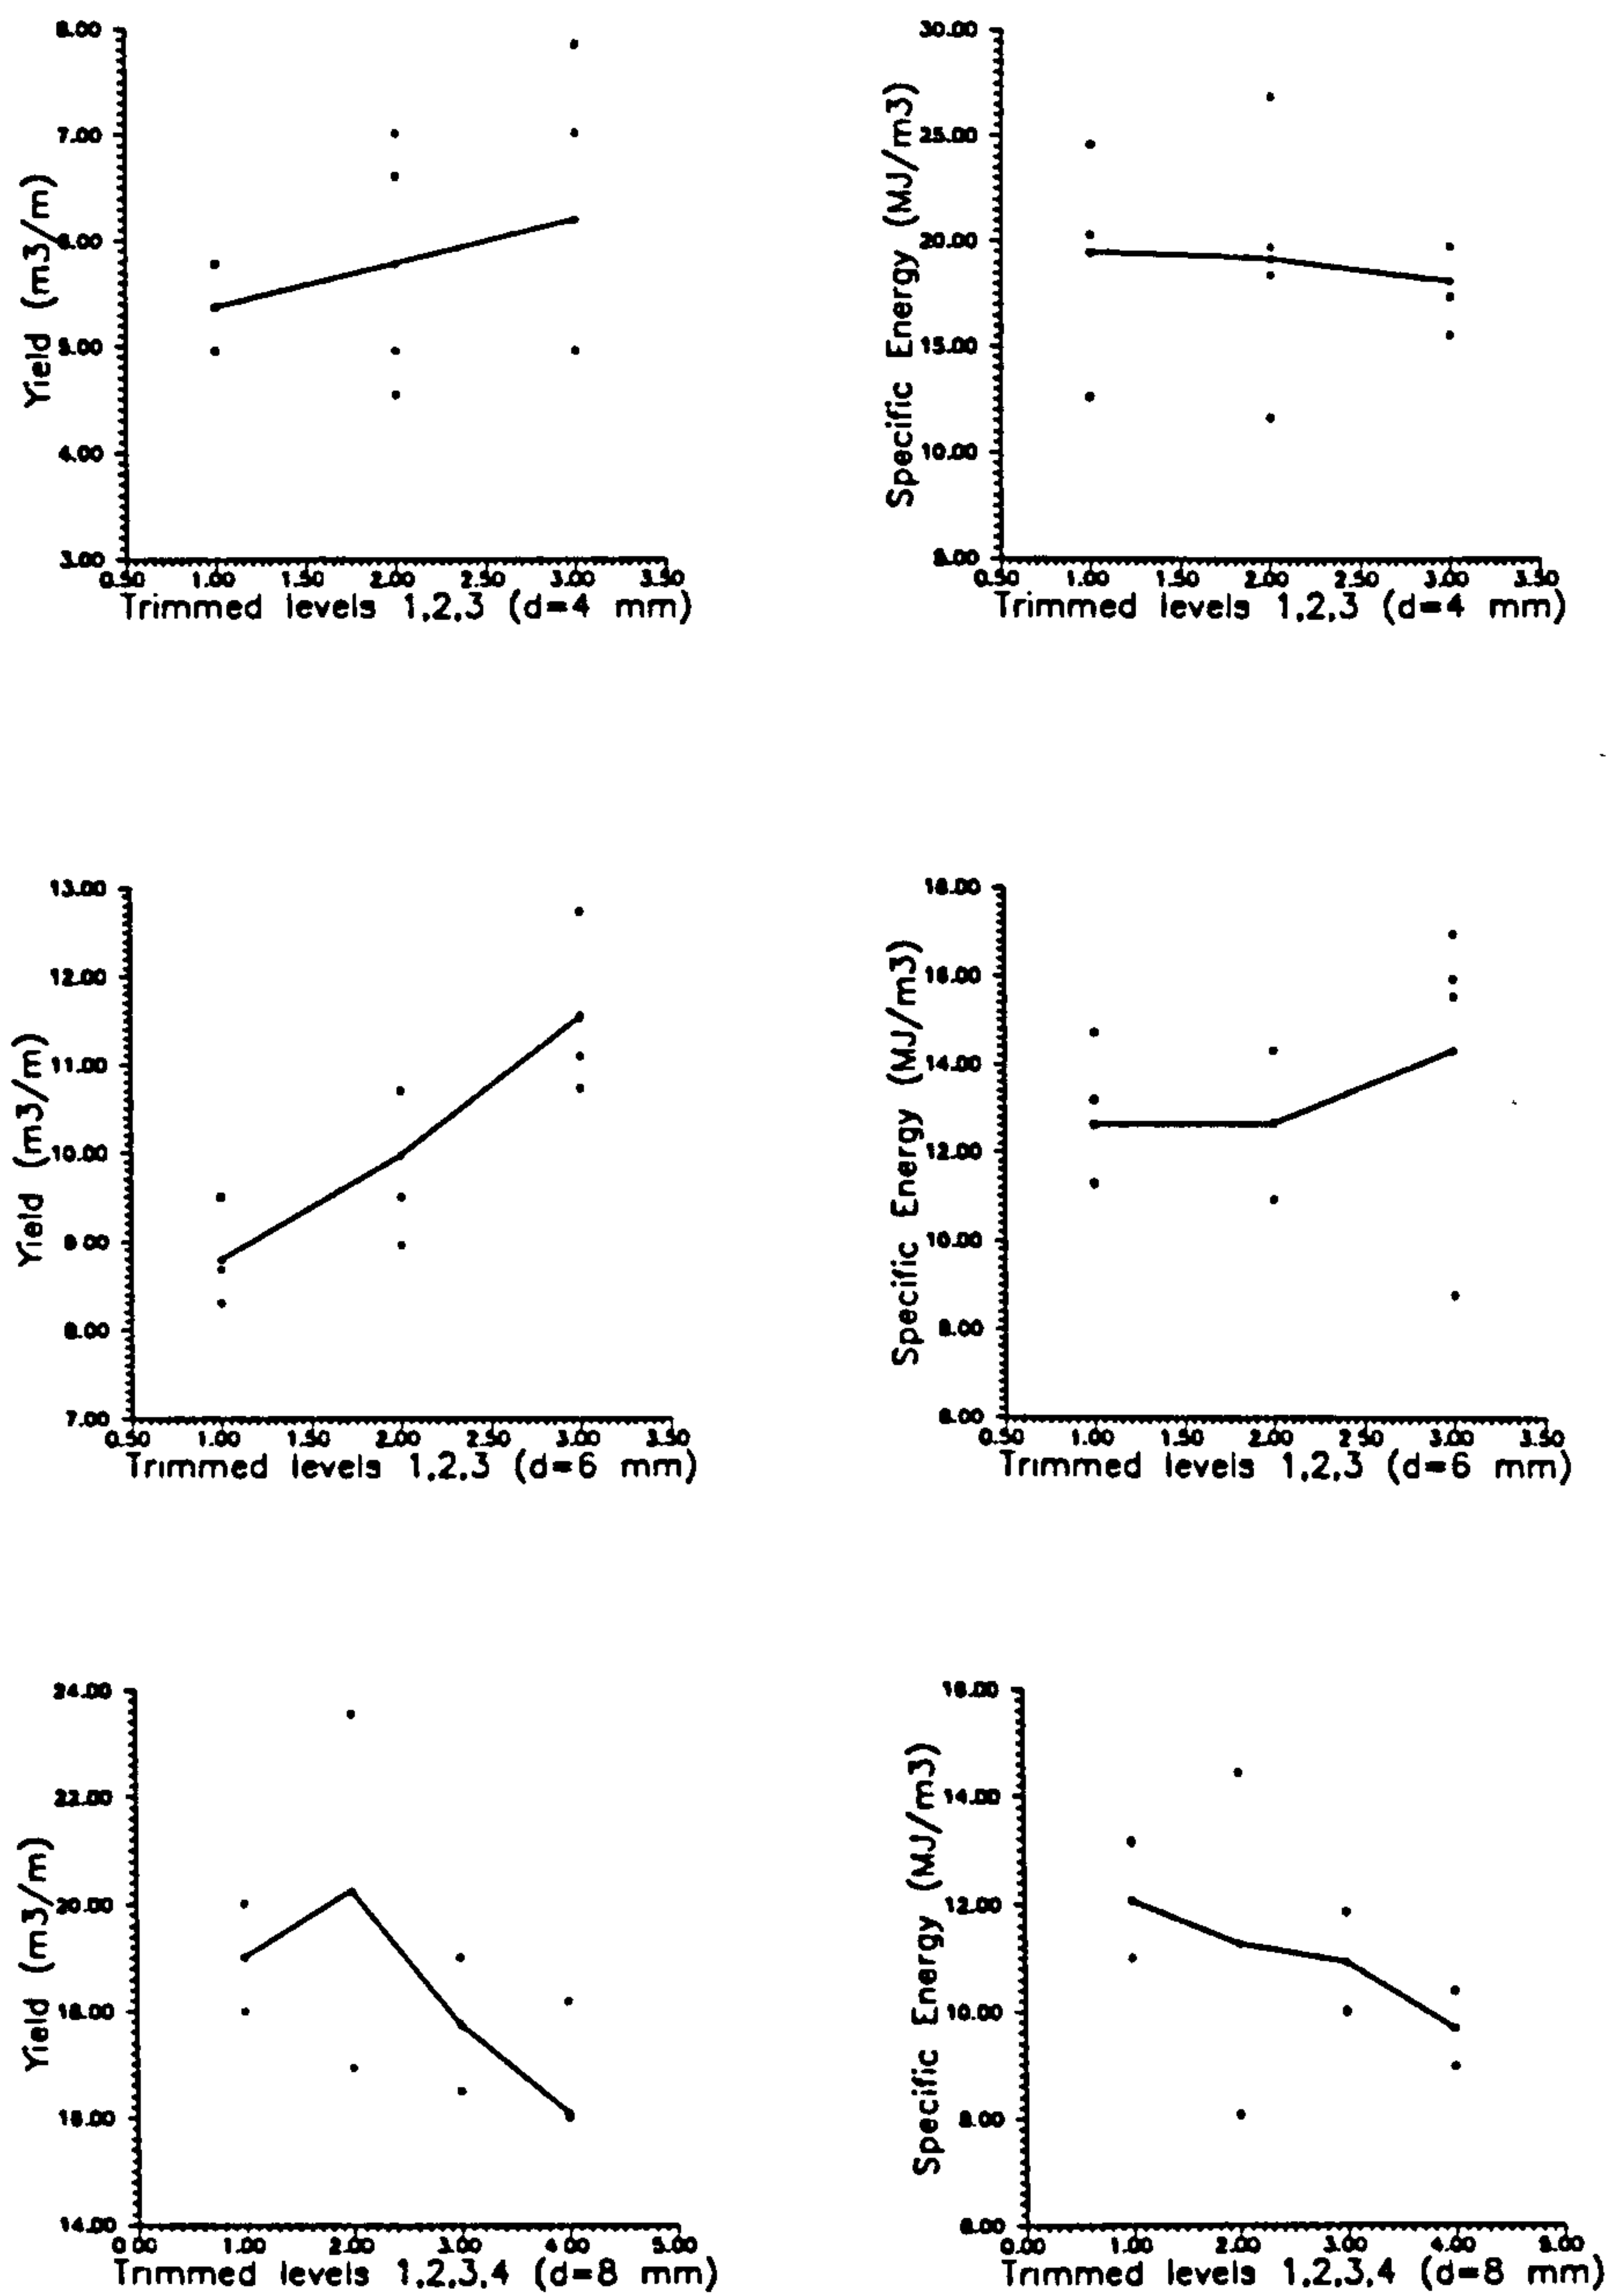 8.00
7.00
6.00
5.00
4.00
3.00
Yield (m3/m)
0.50 1.00 1.50 2.00 2.50 3.00 3.50
Trimmed levels 1,2,3 (d=4 mm)
30.00
25.00
20.00
15.00
10.00
5.00
Specific Energy (MJ/m3)
0.50 1.00 1.50 2.00 2.50 3.00 3.50
Trimmed levels 1,2,3 (d=4 mm)
13.00
12.00
11.00
10.00
9.00
8.00
7.00
Yield (m3/m)
0.50 1.00 1.50 2.00 2.50 3.00 3.50
Trimmed levels 1,2,3 (d=6 mm)
18.00
16.00
14.00
12.00
10.00
8.00
6.00
Specific Energy (MJ/m3)
0.50 1.00 1.50 2.00 2.50 3.00 3.50
Trimmed levels 1,2,3 (d=6 mm)
24.00
22.00
20.00
18.00
16.00
14.00
Yield (m3/m)
0.00 1.00 2.00 3.00 4.00 5.00
Trimmed levels 1,2,3,4 (d=8 mm)
16.00
14.00
12.00
10.00
8.00
6.00
Specific Energy (MJ/m3)
0.00 1.00 2.00 3.00 4.00 5.00
Trimmed levels 1,2,3,4 (d=8 mm)